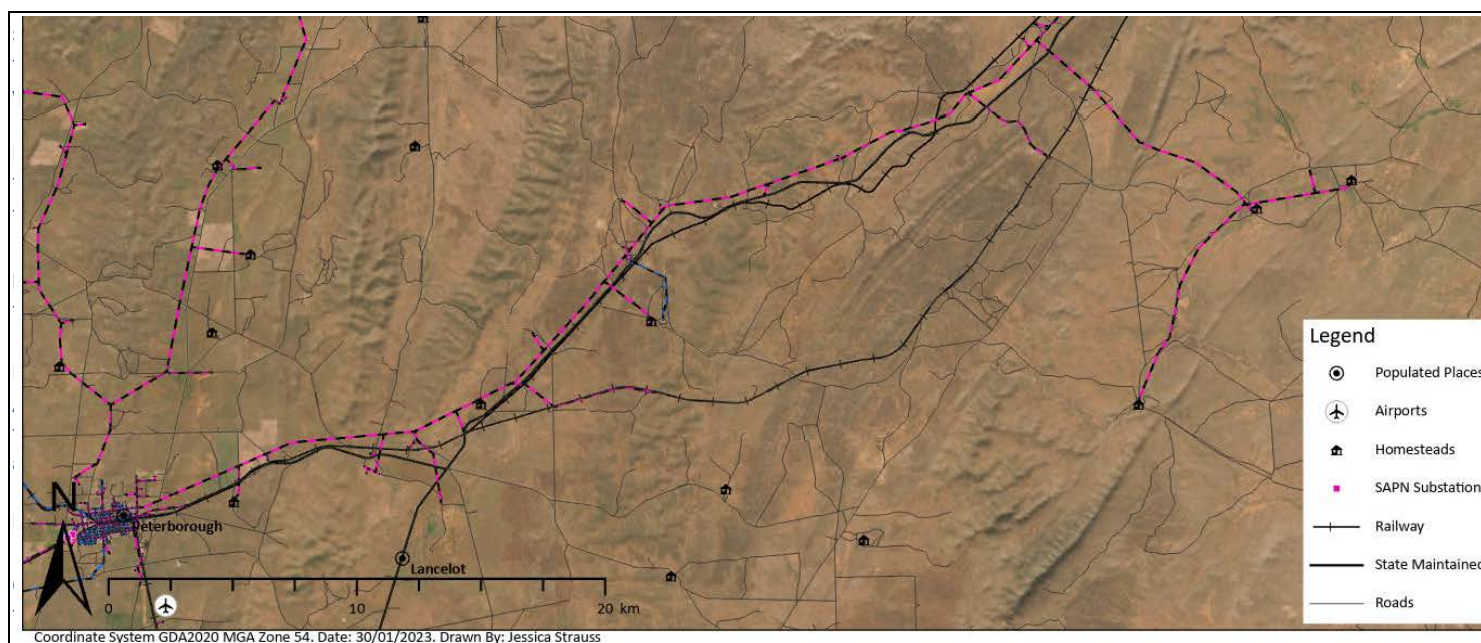 Legend
Populated Places
Airports
Homesteads
SAPN Substation
Railway
State Maintained
Roads
N
Peterborough
Lancelot
0 10 20 km
Coordinate System GDA2020 MGA Zone 54. Date: 30/01/2023. Drawn By: Jessica Strauss